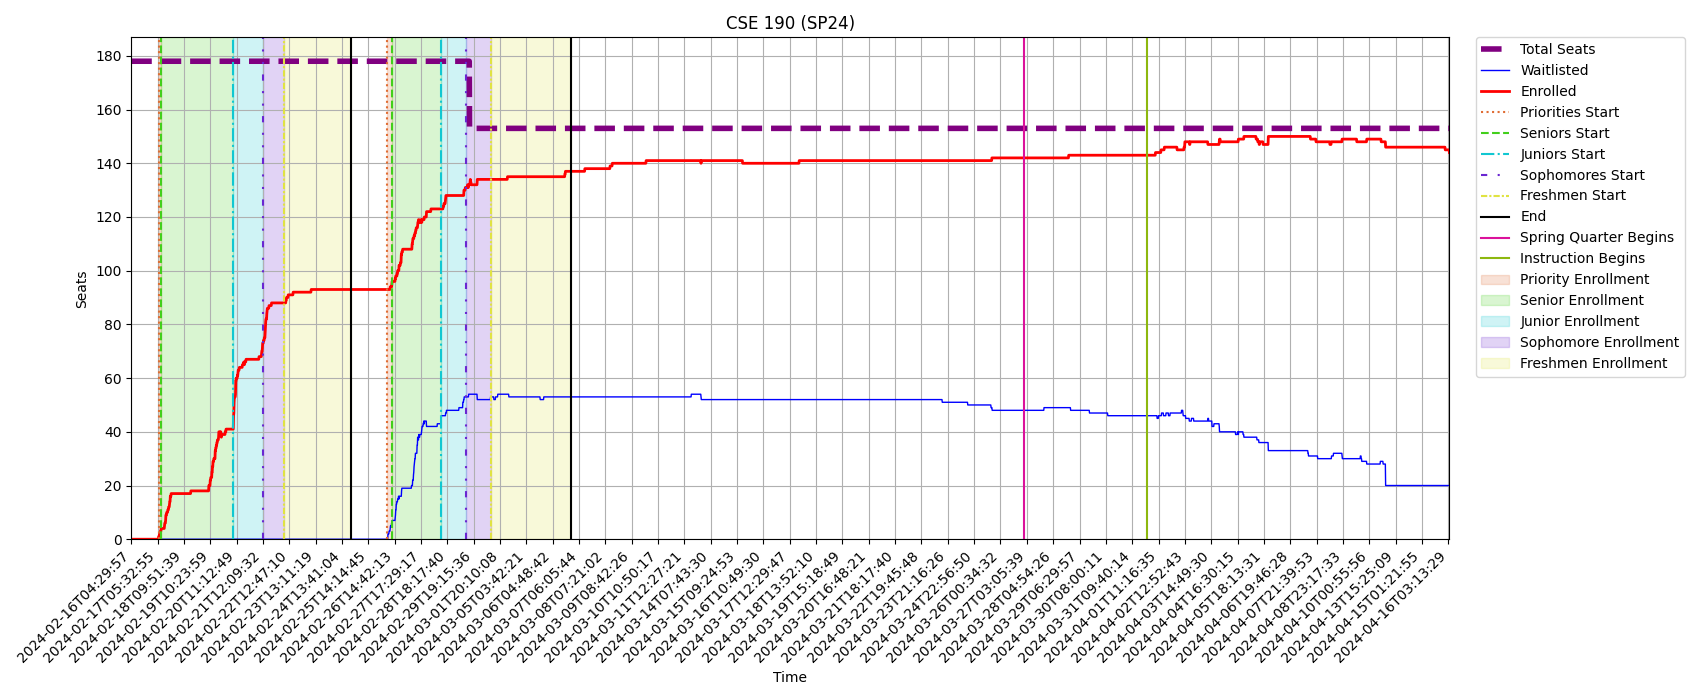 CSE 190 (SP24)
Seats
180
160
140
120
100
80
60
40
20
0
2024-02-16T04:29:57
2024-02-17T05:32:55
2024-02-18T09:51:39
2024-02-19T10:23:59
2024-02-20T11:12:49
2024-02-21T12:09:32
2024-02-22T12:47:10
2024-02-23T13:11:19
2024-02-24T13:41:04
2024-02-25T14:14:45
2024-02-26T14:42:13
2024-02-27T17:29:17
2024-02-28T18:17:40
2024-02-29T19:15:36
2024-03-01T20:10:08
2024-03-05T03:42:21
2024-03-06T04:48:42
2024-03-07T06:05:44
2024-03-08T07:21:02
2024-03-09T08:42:26
2024-03-10T10:50:17
2024-03-11T12:27:21
2024-03-14T07:43:30
2024-03-15T09:24:53
2024-03-16T10:49:30
2024-03-17T12:29:47
2024-03-18T13:52:10
2024-03-19T15:18:49
2024-03-20T16:48:21
2024-03-21T18:17:40
2024-03-22T19:45:48
2024-03-23T21:16:26
2024-03-24T22:56:50
2024-03-26T00:34:32
2024-03-27T03:05:39
2024-03-28T04:54:26
2024-03-29T06:29:57
2024-03-30T08:00:11
2024-03-31T09:40:14
2024-04-01T11:16:35
2024-04-02T12:52:43
2024-04-03T14:49:30
2024-04-04T16:30:15
2024-04-05T18:13:31
2024-04-06T19:46:28
2024-04-07T21:39:53
2024-04-08T23:17:33
2024-04-10T00:55:56
2024-04-13T15:25:09
2024-04-15T01:21:55
2024-04-16T03:13:29
Time
Total Seats
Waitlisted
Enrolled
Priorities Start
Seniors Start
Juniors Start
Sophomores Start
Freshmen Start
End
Spring Quarter Begins
Instruction Begins
Priority Enrollment
Senior Enrollment
Junior Enrollment
Sophomore Enrollment
Freshmen Enrollment